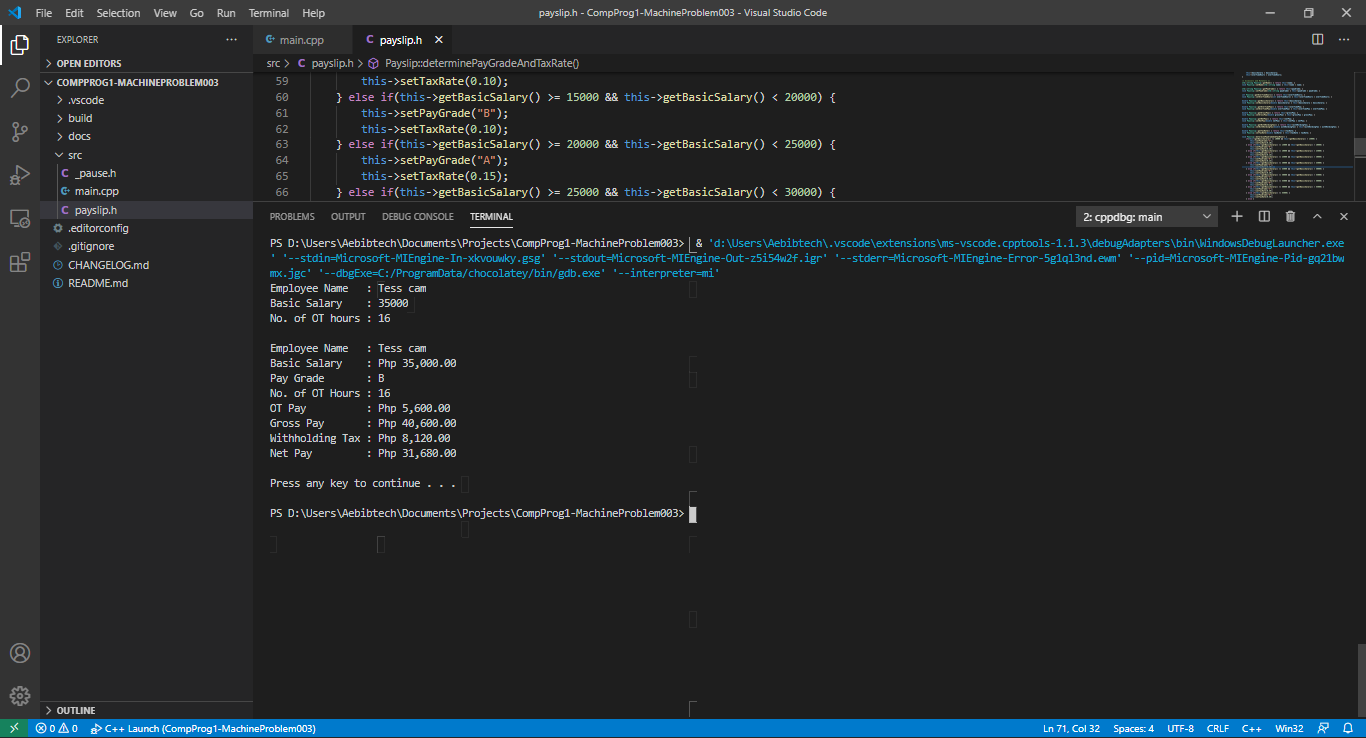 File Edit Selection View Go Run Terminal Help
payslip.h - CompProg1-MachineProblem003 - Visual Studio Code
EXPLORER
OPEN EDITORS
COMPPROG1-MACHINEPROBLEM003
.vscode
build
docs
src
_pause.h
main.cpp
payslip.h
.editorconfig
.gitignore
CHANGELOG.md
README.md
OUTLINE
main.cpp payslip.h
src > payslip.h > Payslip::determinePayGradeAndTaxRate()
59 this->setTaxRate(0.10);
60 } else if(this->getBasicSalary() >= 15000 && this->getBasicSalary() < 20000) {
61 this->setPayGrade("B");
62 this->setTaxRate(0.10);
63 } else if(this->getBasicSalary() >= 20000 && this->getBasicSalary() < 25000) {
64 this->setPayGrade("A");
65 this->setTaxRate(0.15);
66 } else if(this->getBasicSalary() >= 25000 && this->getBasicSalary() < 30000) {
PROBLEMS OUTPUT DEBUG CONSOLE TERMINAL
2: cppdbg: main
PS D:\Users\Aebibtech\Documents\Projects\CompProg1-MachineProblem003> & 'd:\Users\Aebibtech\.vscode\extensions\ms-vscode.cpptools-1.1.3\debugAdapters\bin\WindowsDebugLauncher.exe
' '--stdin=Microsoft-MIEngine-In-xkvouwky.gsg' '--stdout=Microsoft-MIEngine-Out-z5i54w2f.igr' '--stderr=Microsoft-MIEngine-Error-5g1ql3nd.ewm' '--pid=Microsoft-MIEngine-Pid-gq21bw
mx.jgc' '--dbgExe=C:/ProgramData/chocolatey/bin/gdb.exe' '--interpreter=mi'
Employee Name : Tess cam
Basic Salary : 35000
No. of OT hours : 16
Employee Name : Tess cam
Basic Salary : Php 35,000.00
Pay Grade : B
No. of OT Hours : 16
OT Pay : Php 5,600.00
Gross Pay : Php 40,600.00
Withholding Tax : Php 8,120.00
Net Pay : Php 31,680.00
Press any key to continue . . .
PS D:\Users\Aebibtech\Documents\Projects\CompProg1-MachineProblem003>
0 0 C++ Launch (CompProg1-MachineProblem003)
Ln 71, Col 32 Spaces: 4 UTF-8 CRLF C++ Win32